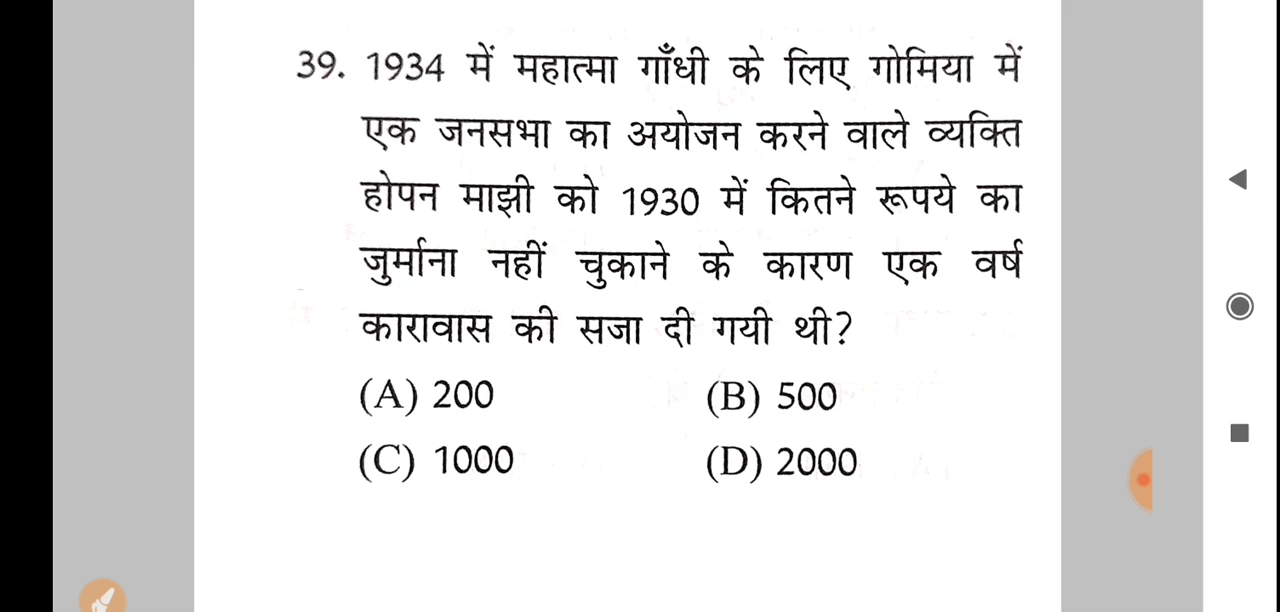 39. 1934 में महात्मा गाँधी के लिए गोमिया में
एक जनसभा का अयोजन करने वाले व्यक्ति
होपन माझी को 1930 में कितने रूपये का
जुर्माना नहीं चुकाने के कारण एक वर्ष
कारावास की सजा दी गयी थी?
(A) 200 (B) 500
(C) 1000 (D) 2000